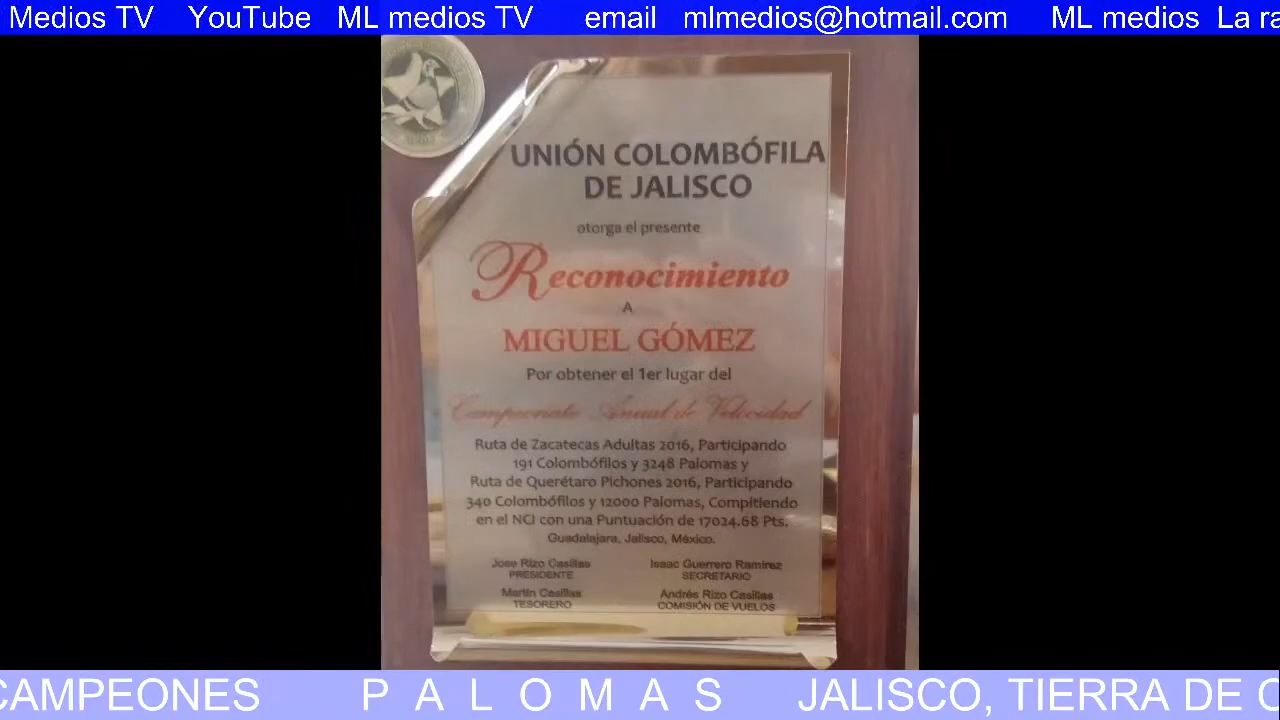 Medios TV YouTube ML medios TV email mlmedios@hotmail.com ML medios La ra
UNIÓN COLOMBÓFILA
DE JALISCO
otorga el presente
Reconocimiento
A
MIGUEL GÓMEZ
Por obtener el 1er lugar del
Campeonato Anual de Velocidad
Ruta de Zacatecas Adultas 2016, Participando
191 Colombófilos y 3248 Palomas y
Ruta de Querétaro Pichones 2016, Participando
340 Colombófilos y 12000 Palomas, Compitiendo
en el NCI con una Puntuación de 17024.68 Pts.
Guadalajara, Jalisco, México.
Jose Rizo Casillas Isaac Guerrero Ramirez
PRESIDENTE SECRETARIO
Martín Casillas Andrés Rizo Casillas
TESORERO COMISIÓN DE VUELOS
CAMPEONES P A L O M A S JALISCO, TIERRA DE C